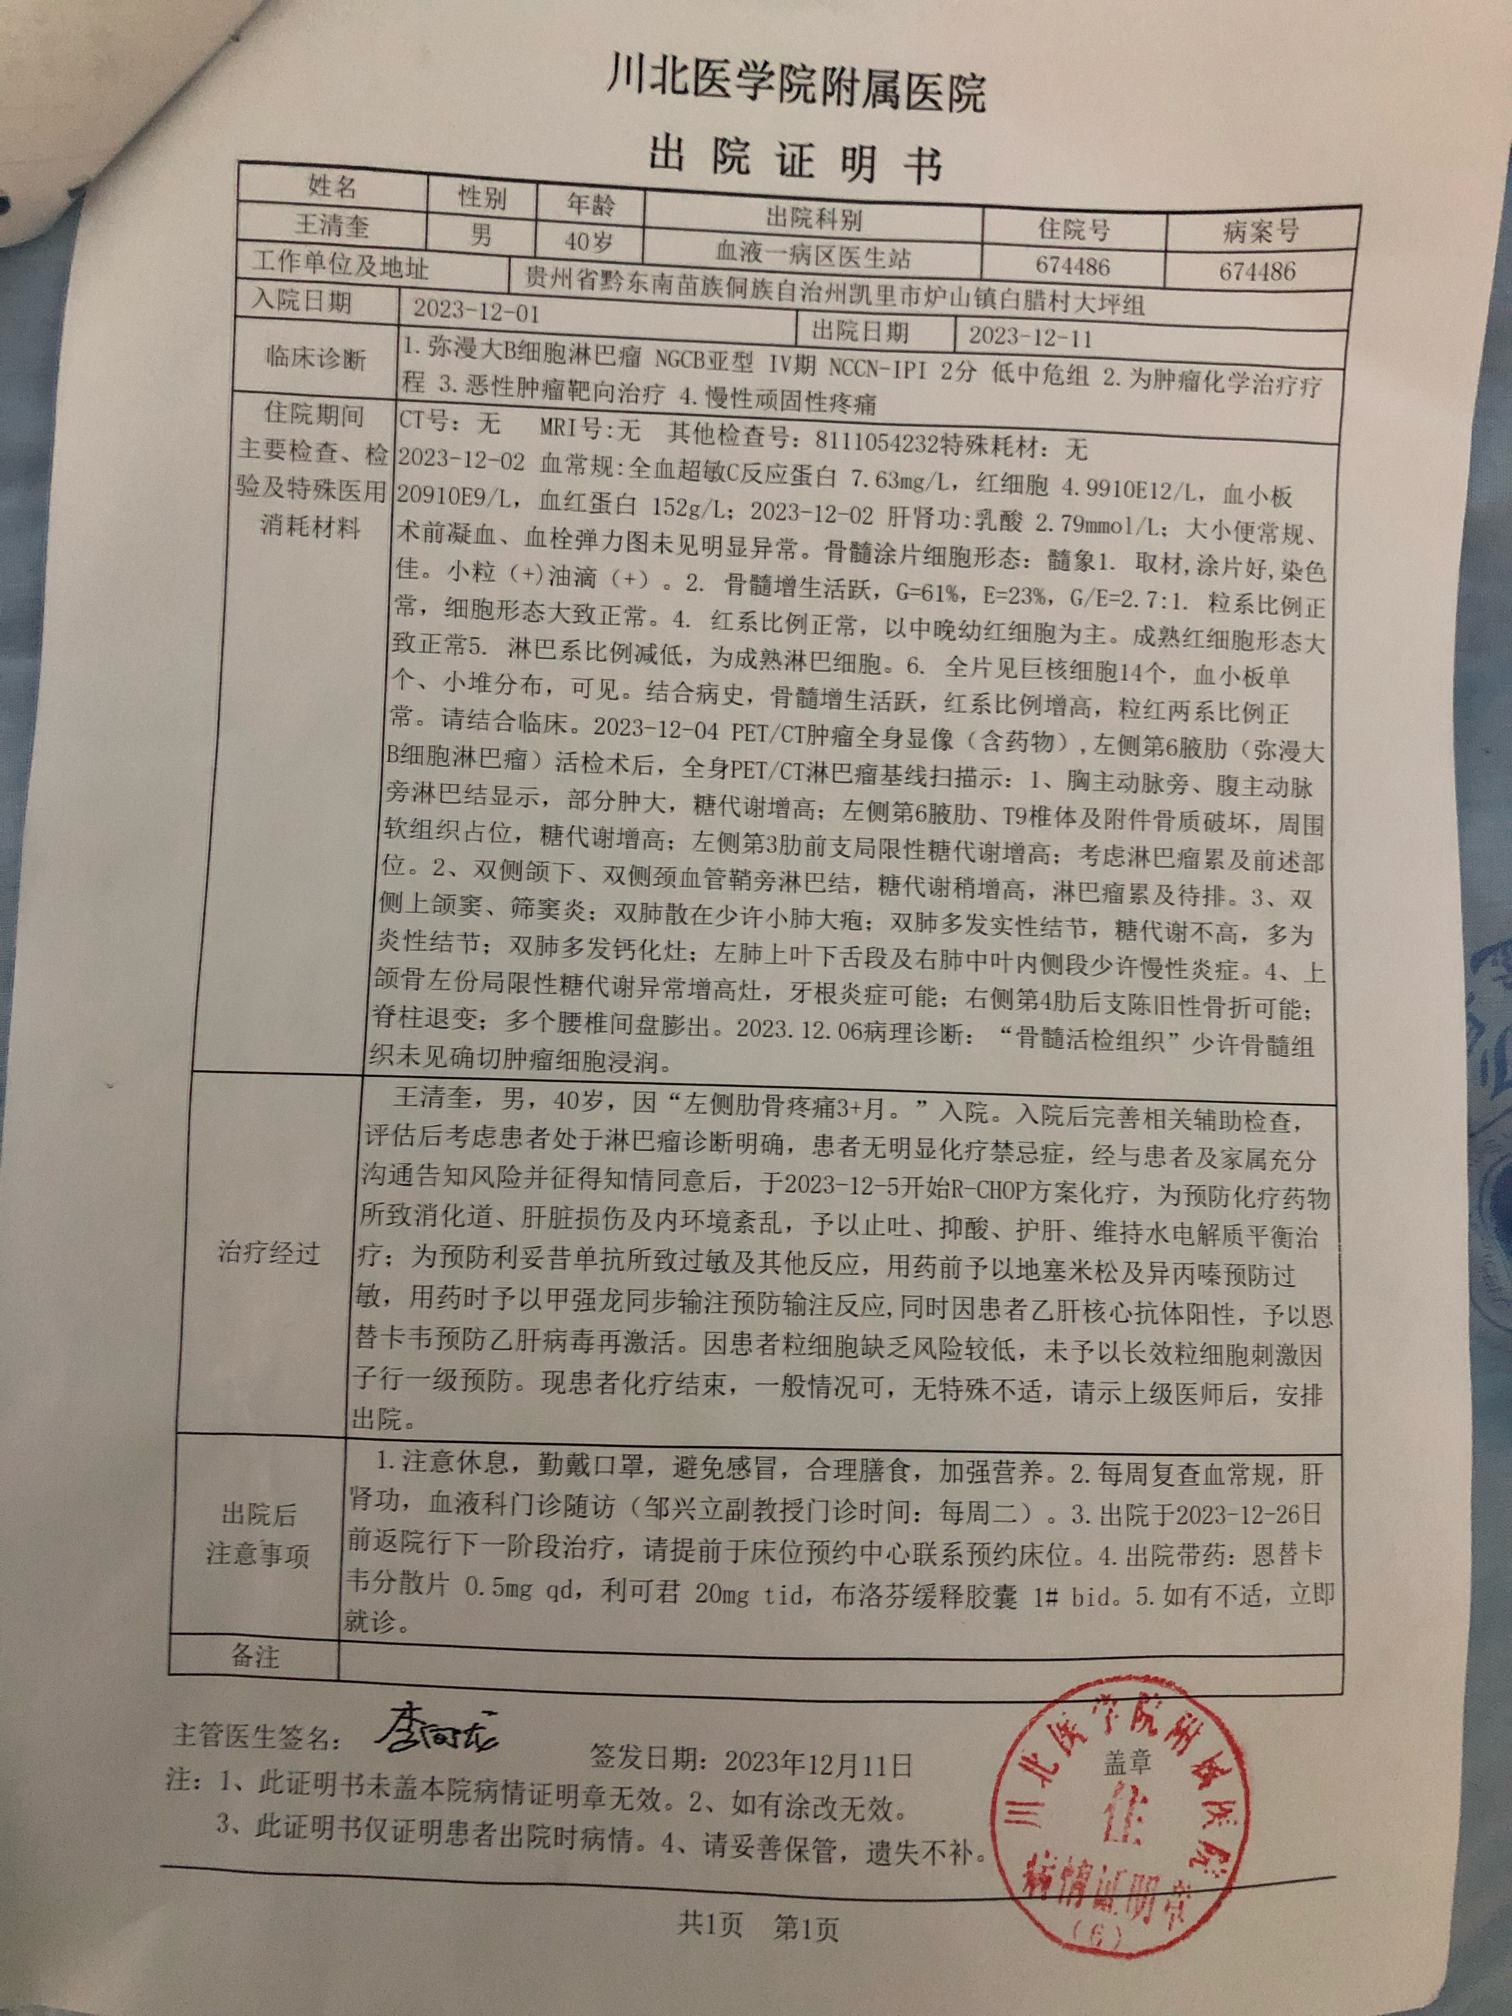 川北医学院附属医院
出院证明书
姓名 性别 年龄 出院科别 住院号 病案号
王清奎 男 40岁 血液一病区医生站 674486 674486
工作单位及地址 贵州省黔东南苗族侗族自治州凯里市炉山镇白腊村大坪组
入院日期 2023-12-01 出院日期 2023-12-11
临床诊断
1.弥漫大B细胞淋巴瘤 NGCB亚型 IV期 NCCN-IPI 2分 低中危组 2.为肿瘤化学治疗疗
程 3.恶性肿瘤靶向治疗 4.慢性顽固性疼痛
住院期间
主要检查、检
验及特殊医用
消耗材料
CT号：无 MRI号:无 其他检查号：8111054232特殊耗材：无
2023-12-02 血常规:全血超敏C反应蛋白 7.63mg/L，红细胞 4.9910E12/L，血小板
20910E9/L，血红蛋白 152g/L；2023-12-02 肝肾功:乳酸 2.79mmol/L；大小便常规、
术前凝血、血栓弹力图未见明显异常。骨髓涂片细胞形态：髓象1. 取材,涂片好,染色
佳。小粒（+)油滴（+）。2. 骨髓增生活跃，G=61%，E=23%，G/E=2.7:1. 粒系比例正
常，细胞形态大致正常。4. 红系比例正常，以中晚幼红细胞为主。成熟红细胞形态大
致正常5. 淋巴系比例减低，为成熟淋巴细胞。6. 全片见巨核细胞14个，血小板单
个、小堆分布，可见。结合病史，骨髓增生活跃，红系比例增高，粒红两系比例正
常。请结合临床。2023-12-04 PET/CT肿瘤全身显像（含药物）,左侧第6腋肋（弥漫大
B细胞淋巴瘤）活检术后，全身PET/CT淋巴瘤基线扫描示：1、胸主动脉旁、腹主动脉
旁淋巴结显示，部分肿大，糖代谢增高；左侧第6腋肋、T9椎体及附件骨质破坏，周围
软组织占位，糖代谢增高；左侧第3肋前支局限性糖代谢增高；考虑淋巴瘤累及前述部
位。2、双侧颌下、双侧颈血管鞘旁淋巴结，糖代谢稍增高，淋巴瘤累及待排。3、双
侧上颌窦、筛窦炎；双肺散在少许小肺大疱；双肺多发实性结节，糖代谢不高，多为
炎性结节；双肺多发钙化灶；左肺上叶下舌段及右肺中叶内侧段少许慢性炎症。4、上
颌骨左份局限性糖代谢异常增高灶，牙根炎症可能；右侧第4肋后支陈旧性骨折可能；
脊柱退变；多个腰椎间盘膨出。2023.12.06病理诊断：“骨髓活检组织”少许骨髓组
织未见确切肿瘤细胞浸润。
治疗经过
王清奎，男，40岁，因“左侧肋骨疼痛3+月。”入院。入院后完善相关辅助检查，
评估后考虑患者处于淋巴瘤诊断明确，患者无明显化疗禁忌症，经与患者及家属充分
沟通告知风险并征得知情同意后，于2023-12-5开始R-CHOP方案化疗，为预防化疗药物
所致消化道、肝脏损伤及内环境紊乱，予以止吐、抑酸、护肝、维持水电解质平衡治
疗；为预防利妥昔单抗所致过敏及其他反应，用药前予以地塞米松及异丙嗪预防过
敏，用药时予以甲强龙同步输注预防输注反应,同时因患者乙肝核心抗体阳性，予以恩
替卡韦预防乙肝病毒再激活。因患者粒细胞缺乏风险较低，未予以长效粒细胞刺激因
子行一级预防。现患者化疗结束，一般情况可，无特殊不适，请示上级医师后，安排
出院。
出院后
注意事项
1.注意休息，勤戴口罩，避免感冒，合理膳食，加强营养。2.每周复查血常规，肝
肾功，血液科门诊随访（邹兴立副教授门诊时间：每周二）。3.出院于2023-12-26日
前返院行下一阶段治疗，请提前于床位预约中心联系预约床位。4.出院带药：恩替卡
韦分散片 0.5mg qd，利可君 20mg tid，布洛芬缓释胶囊 1# bid。5.如有不适，立即
就诊。
备注
主管医生签名： 签发日期：2023年12月11日 盖章
注：1、此证明书未盖本院病情证明章无效。2、如有涂改无效。
3、此证明书仅证明患者出院时病情。4、请妥善保管，遗失不补。
川北医学院附属医院
住
病情证明章
（6）
共1页 第1页